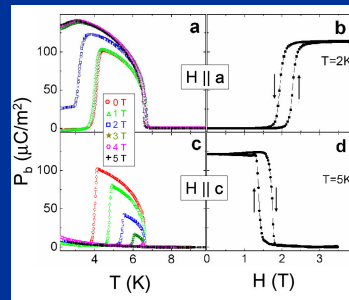 a
b
H || a
T=2K
P_b (μC/m²)
150
100
50
0
0 T
1 T
2 T
3 T
4 T
5 T
c
d
H || c
T=5K
100
50
0
4
6
8
0
1
2
3
T (K)
H (T)